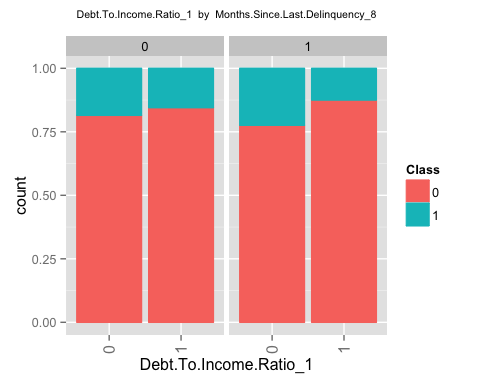 Debt.To.Income.Ratio_1 by Months.Since.Last.Delinquency_8
0 1
1.00
0.75
0.50
0.25
0.00
count
0 1 0 1
Debt.To.Income.Ratio_1
Class
0
1